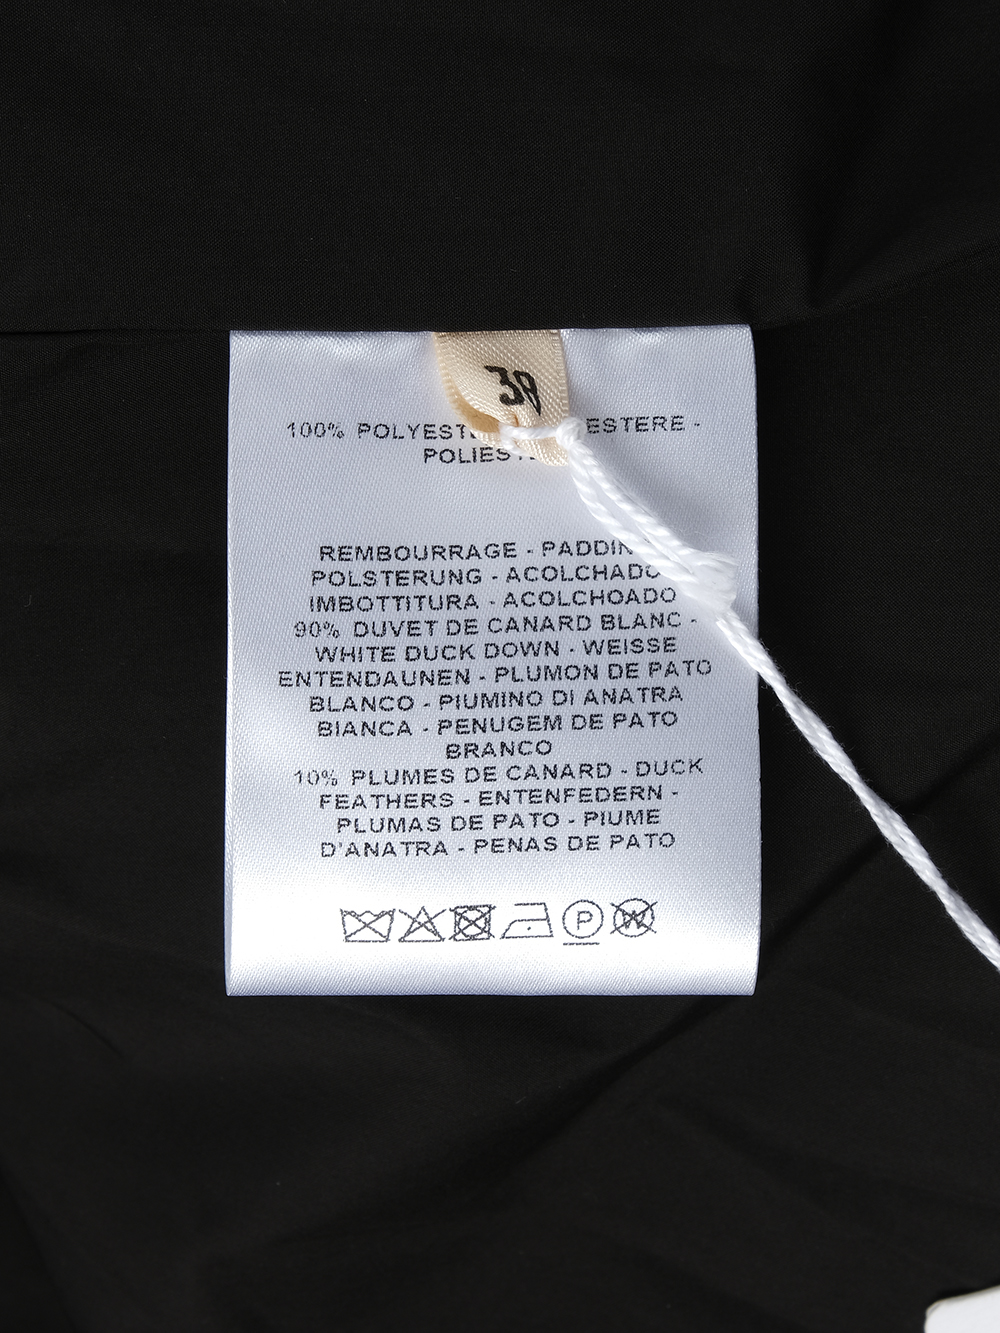 38
100% POLYEST ESTERE -
POLIES
REMBOURRAGE - PADDIN
POLSTERUNG - ACOLCHADO
IMBOTTITURA - ACOLCHOADO
90% DUVET DE CANARD BLANC -
WHITE DUCK DOWN - WEISSE
ENTENDAUNEN - PLUMON DE PATO
BLANCO - PIUMINO DI ANATRA
BIANCA - PENUGEM DE PATO
BRANCO
10% PLUMES DE CANARD - DUCK
FEATHERS - ENTENFEDERN -
PLUMAS DE PATO - PIUME
D'ANATRA - PENAS DE PATO
P W